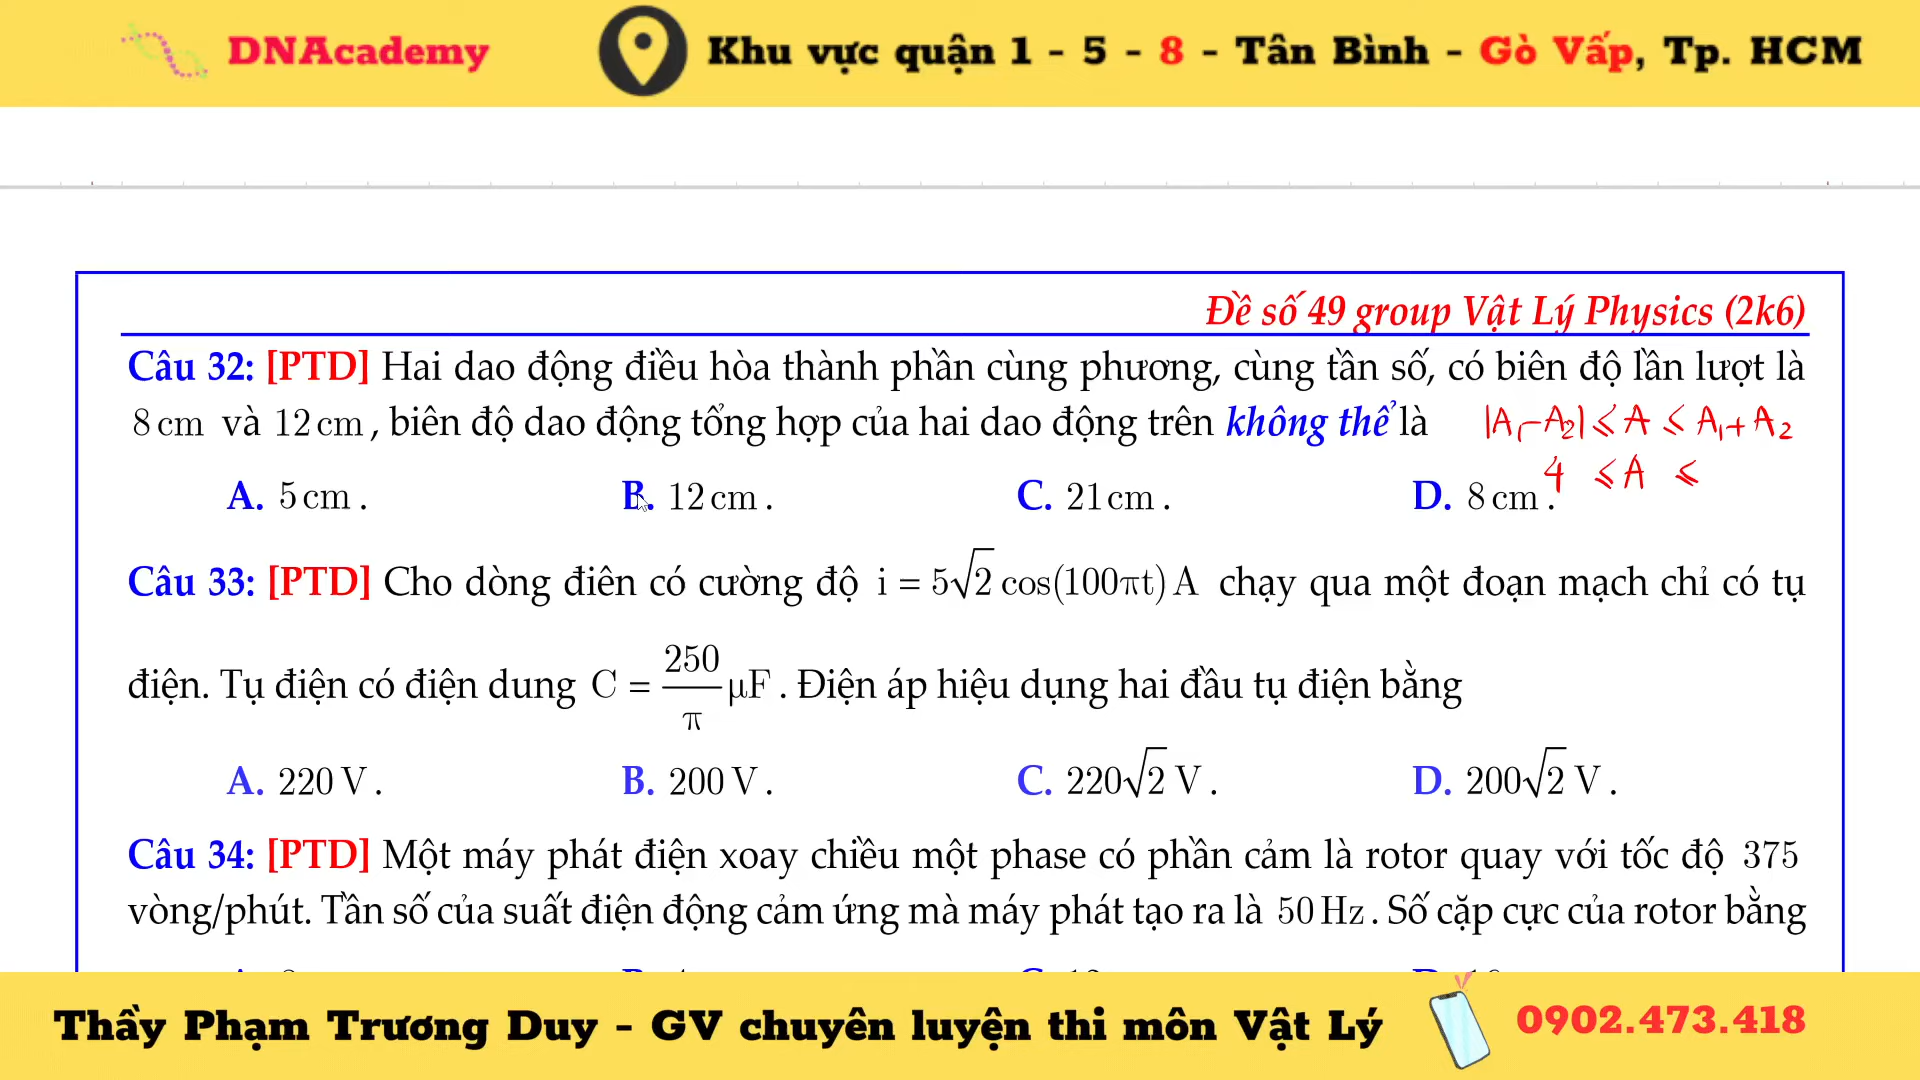 DNAcademy
Khu vực quận 1 - 5 - 8 - Tân Bình - Gò Vấp, Tp. HCM
Đề số 49 group Vật Lý Physics (2k6)
Câu 32: [PTD] Hai dao động điều hòa thành phần cùng phương, cùng tần số, có biên độ lần lượt là
8 cm và 12 cm, biên độ dao động tổng hợp của hai dao động trên không thể là
|A₁-A₂| ≤ A ≤ A₁+A₂
4 ≤ A ≤
A. 5 cm. B. 12 cm. C. 21 cm. D. 8 cm.
Câu 33: [PTD] Cho dòng điên có cường độ i = 5√2 cos(100πt) A chạy qua một đoạn mạch chỉ có tụ
điện. Tụ điện có điện dung C = 250/π μF. Điện áp hiệu dụng hai đầu tụ điện bằng
A. 220 V. B. 200 V. C. 220√2 V. D. 200√2 V.
Câu 34: [PTD] Một máy phát điện xoay chiều một phase có phần cảm là rotor quay với tốc độ 375
vòng/phút. Tần số của suất điện động cảm ứng mà máy phát tạo ra là 50 Hz. Số cặp cực của rotor bằng
Thầy Phạm Trương Duy - GV chuyên luyện thi môn Vật Lý
0902.473.418